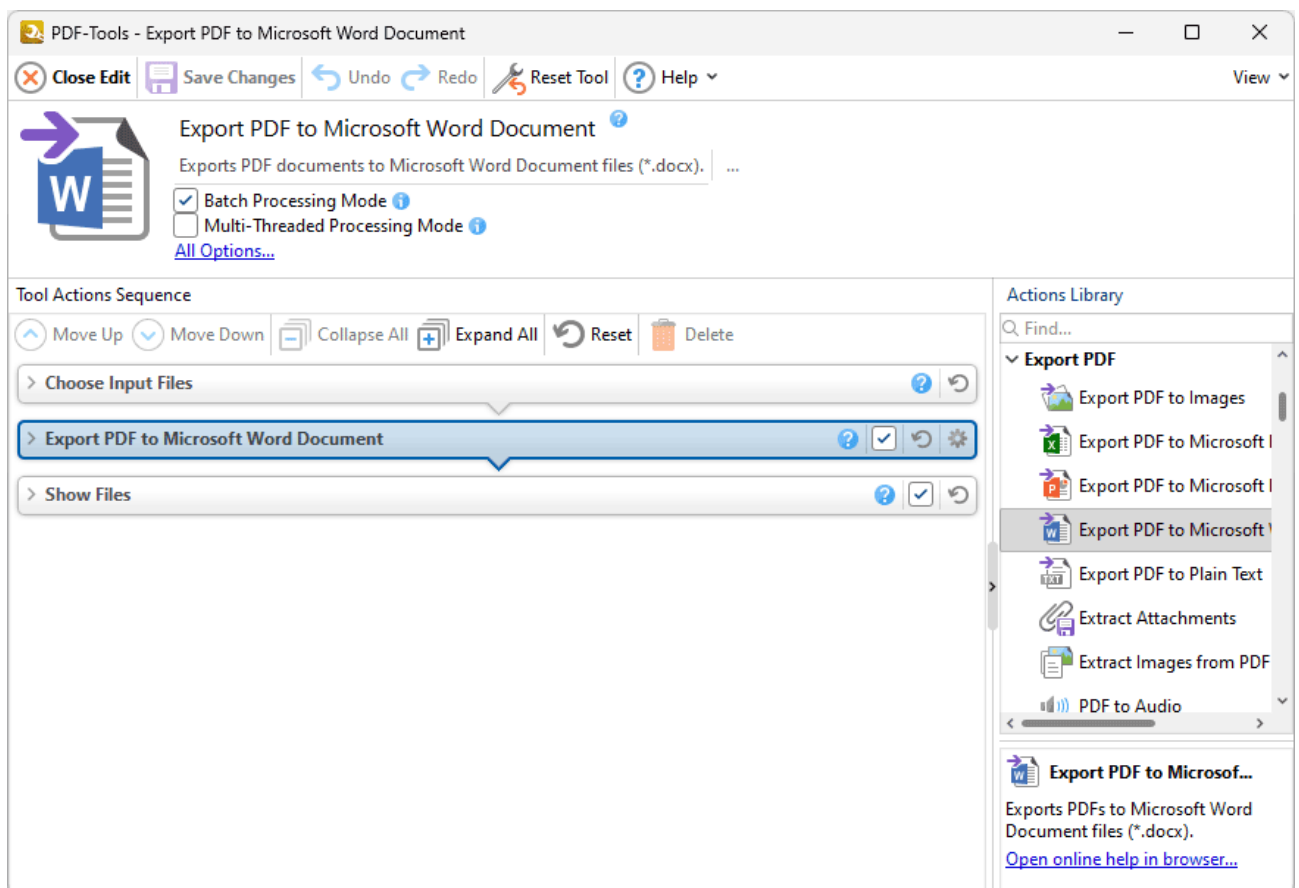 PDF-Tools - Export PDF to Microsoft Word Document
Close Edit Save Changes Undo Redo Reset Tool ? Help View
Export PDF to Microsoft Word Document ?
Exports PDF documents to Microsoft Word Document files (*.docx). ...
W
Batch Processing Mode i
Multi-Threaded Processing Mode i
All Options...
Tool Actions Sequence
Move Up Move Down Collapse All Expand All Reset Delete
Choose Input Files ?
Export PDF to Microsoft Word Document ?
Show Files ?
Actions Library
Find...
Export PDF
Export PDF to Images
X Export PDF to Microsoft
P Export PDF to Microsoft
W Export PDF to Microsoft
TXT Export PDF to Plain Text
Extract Attachments
Extract Images from PDF
PDF to Audio
W Export PDF to Microsof...
Exports PDFs to Microsoft Word
Document files (*.docx).
Open online help in browser...